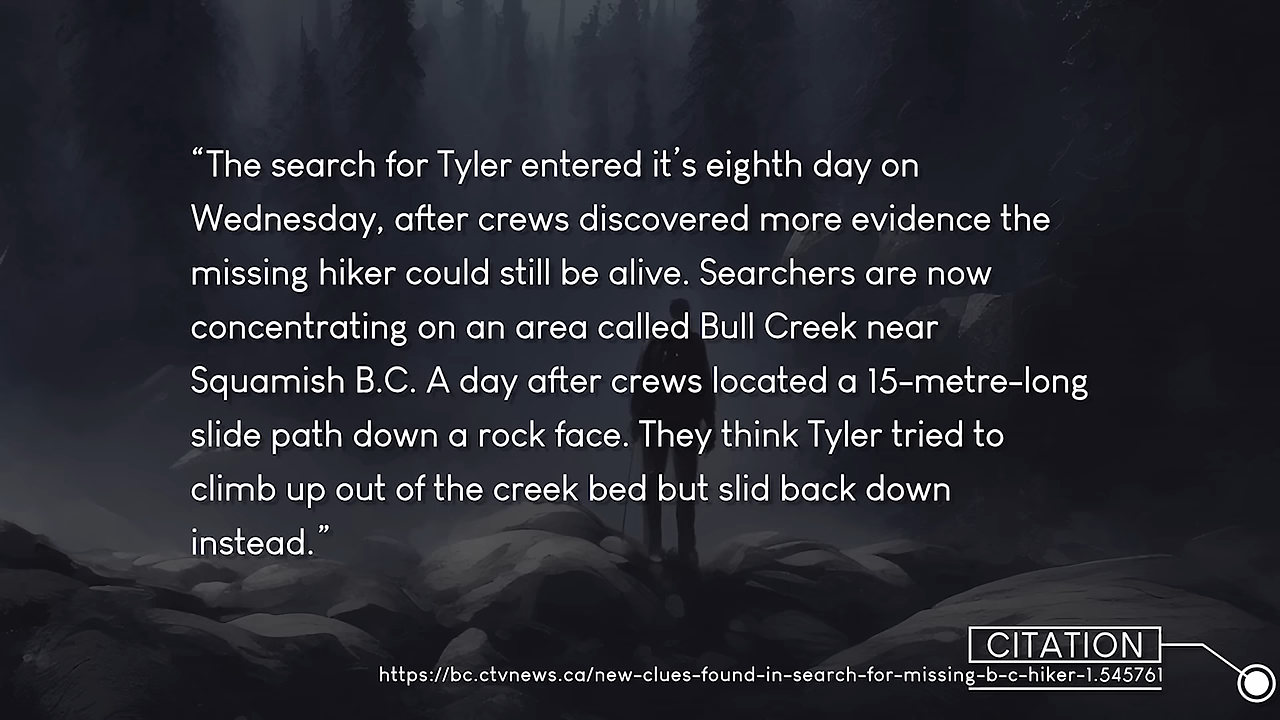 “The search for Tyler entered it’s eighth day on
Wednesday, after crews discovered more evidence the
missing hiker could still be alive. Searchers are now
concentrating on an area called Bull Creek near
Squamish B.C. A day after crews located a 15-metre-long
slide path down a rock face. They think Tyler tried to
climb up out of the creek bed but slid back down
instead.”
CITATION
https://bc.ctvnews.ca/new-clues-found-in-search-for-missing-b-c-hiker-1.545761